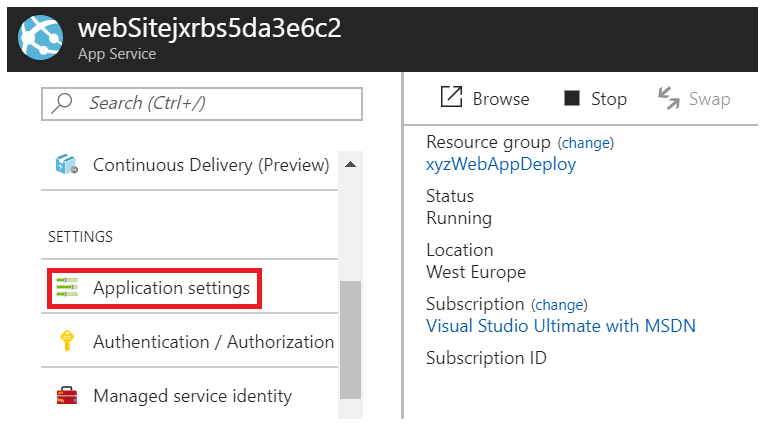 webSitejxrbs5da3e6c2
App Service
Search (Ctrl+/)
Continuous Delivery (Preview)
SETTINGS
Application settings
Authentication / Authorization
Managed service identity
Browse Stop Swap
Resource group (change)
xyzWebAppDeploy
Status
Running
Location
West Europe
Subscription (change)
Visual Studio Ultimate with MSDN
Subscription ID